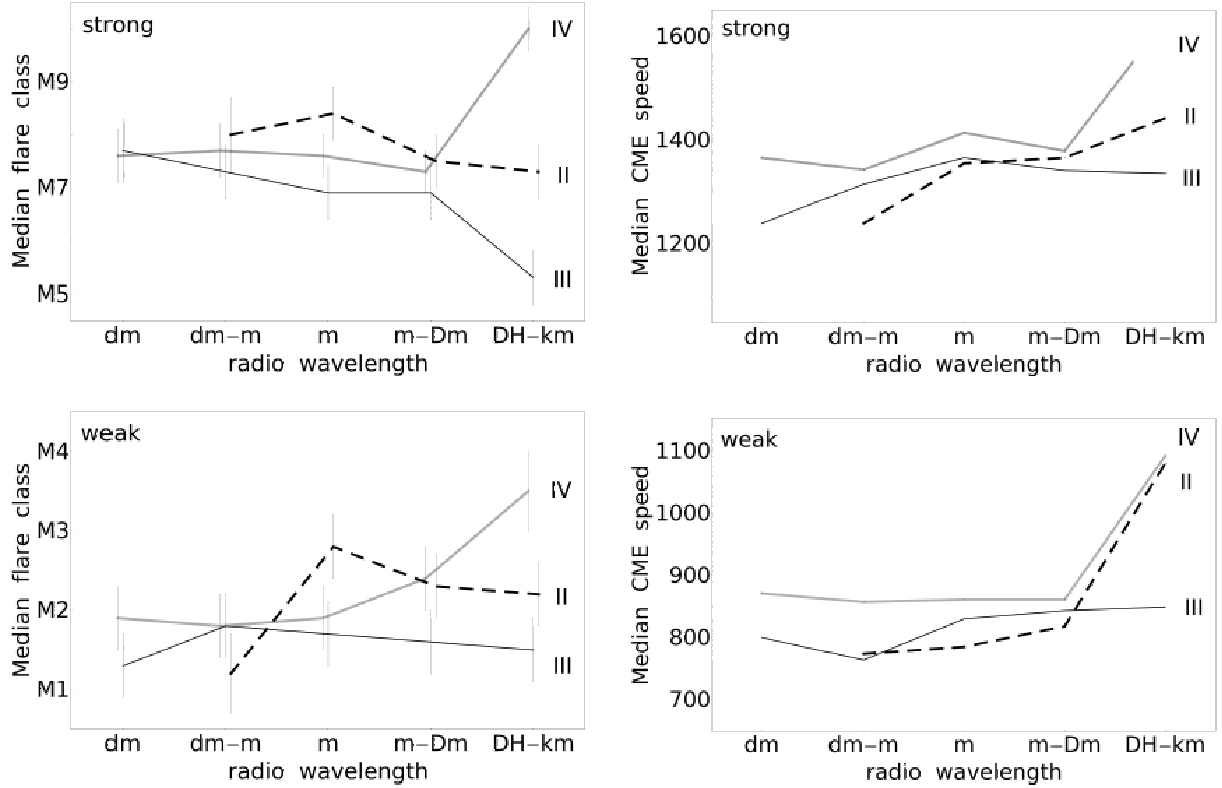 strong
IV
M9
M7
M5
II
III
Median flare class
dm dm-m m m-Dm DH-km
radio wavelength
strong
IV
1600
1400
1200
II
III
Median CME speed
dm dm-m m m-Dm DH-km
radio wavelength
weak
M4
M3
M2
M1
IV
II
III
Median flare class
dm dm-m m m-Dm DH-km
radio wavelength
weak
IV
1100
1000
900
800
700
II
III
Median CME speed
dm dm-m m m-Dm DH-km
radio wavelength